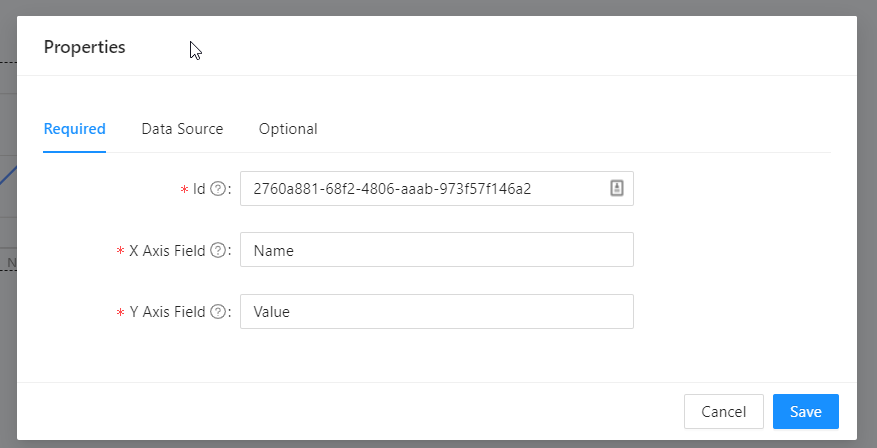 Properties
Required Data Source Optional
* Id ? : 2760a881-68f2-4806-aaab-973f57f146a2
* X Axis Field ? : Name
* Y Axis Field ? : Value
N
Cancel Save